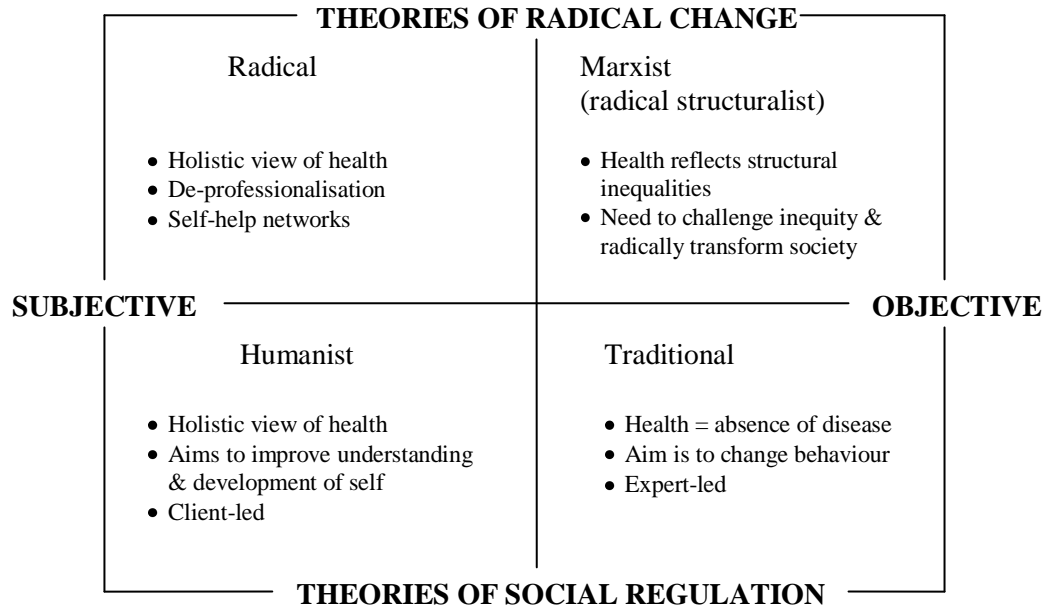 THEORIES OF RADICAL CHANGE
Radical
• Holistic view of health
• De-professionalisation
• Self-help networks
Marxist
(radical structuralist)
• Health reflects structural
inequalities
• Need to challenge inequity &
radically transform society
SUBJECTIVE
OBJECTIVE
Humanist
• Holistic view of health
• Aims to improve understanding
& development of self
• Client-led
Traditional
• Health = absence of disease
• Aim is to change behaviour
• Expert-led
THEORIES OF SOCIAL REGULATION